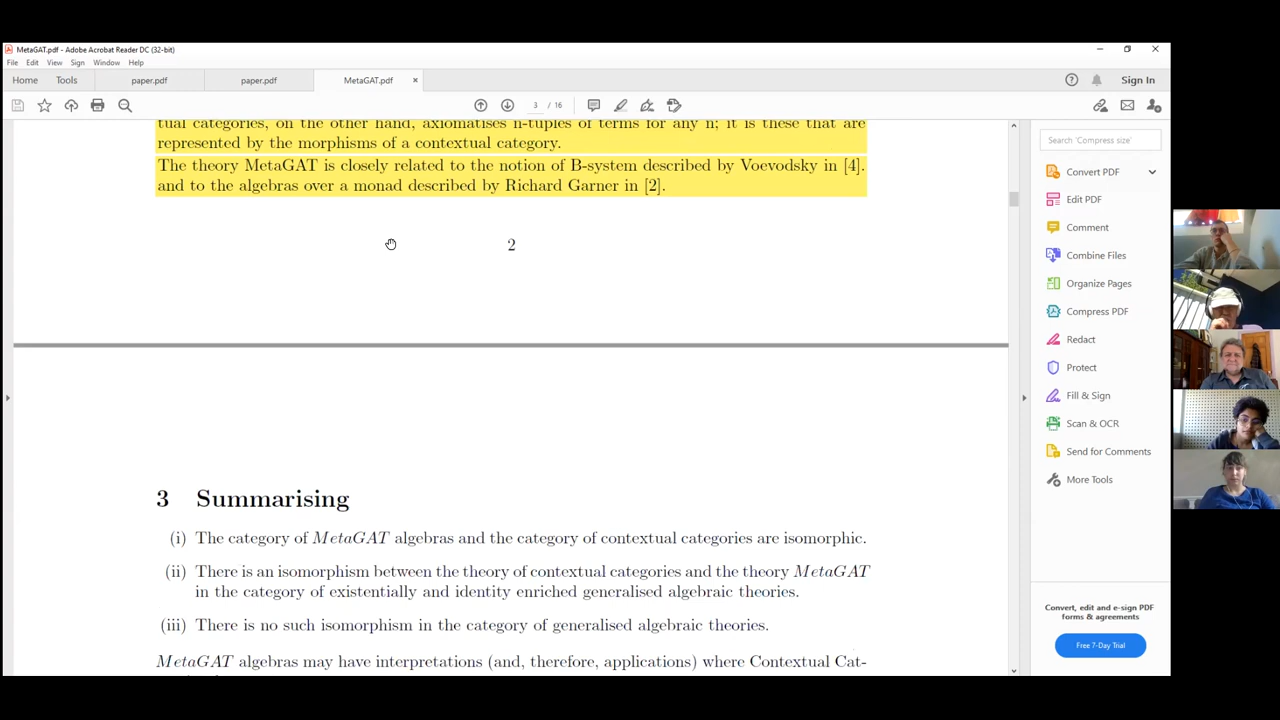 MetaGAT.pdf - Adobe Acrobat Reader DC (32-bit)
File Edit View Sign Window Help
Home Tools paper.pdf paper.pdf MetaGAT.pdf × Sign In
3 / 16
tual categories, on the other hand, axiomatises n-tuples of terms for any n; it is these that are
represented by the morphisms of a contextual category.
The theory MetaGAT is closely related to the notion of B-system described by Voevodsky in [4].
and to the algebras over a monad described by Richard Garner in [2].
2
3 Summarising
(i) The category of MetaGAT algebras and the category of contextual categories are isomorphic.
(ii) There is an isomorphism between the theory of contextual categories and the theory MetaGAT
in the category of existentially and identity enriched generalised algebraic theories.
(iii) There is no such isomorphism in the category of generalised algebraic theories.
MetaGAT algebras may have interpretations (and, therefore, applications) where Contextual Cat-
Search 'Compress size'
Convert PDF
Edit PDF
Comment
Combine Files
Organize Pages
Compress PDF
Redact
Protect
Fill & Sign
Scan & OCR
Send for Comments
More Tools
Convert, edit and e-sign PDF
forms & agreements
Free 7-Day Trial